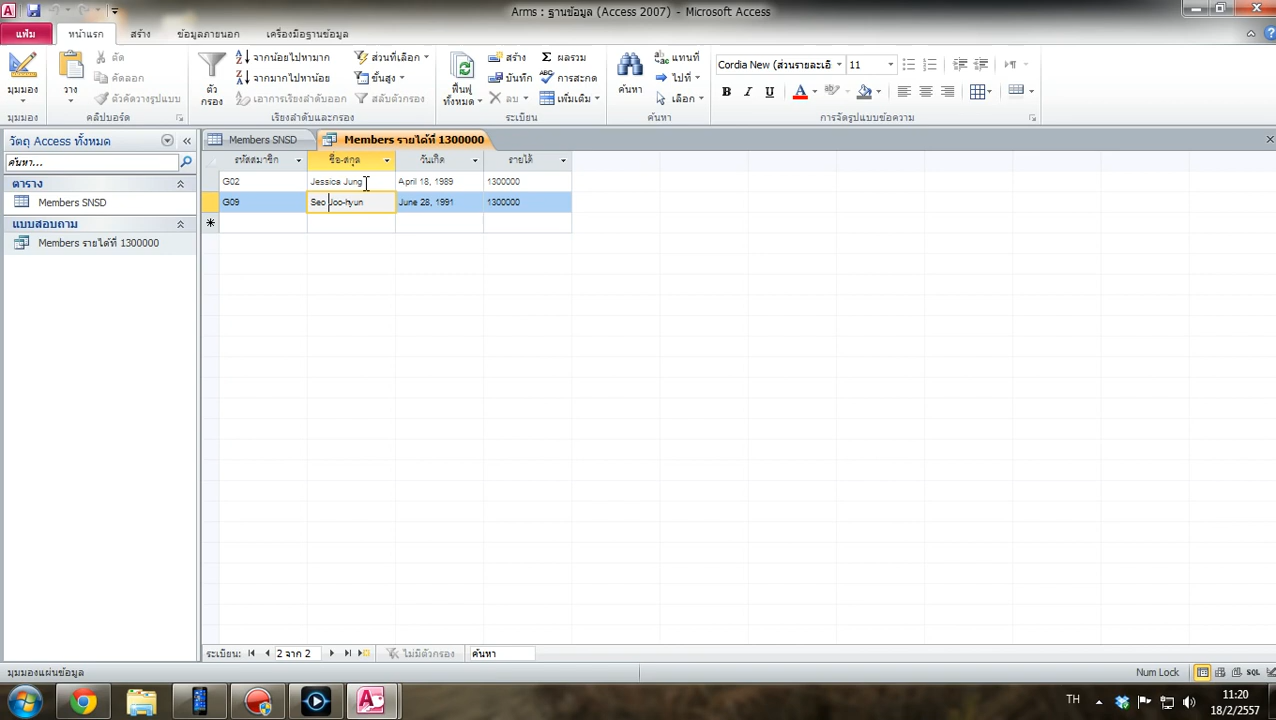 Arms : ฐานข้อมูล (Access 2007) - Microsoft Access
แฟ้ม หน้าแรก สร้าง ข้อมูลภายนอก เครื่องมือฐานข้อมูล
ตัด จากน้อยไปหามาก ส่วนที่เลือก สร้าง ผลรวม แทนที่ Cordia New (ส่วนรายละเอี 11
คัดลอก จากมากไปหาน้อย ขั้นสูง บันทึก การสะกด ไปที่
มุมมอง วาง ตัวคัดวางรูปแบบ ตัวกรอง เอาการเรียงลำดับออก สลับตัวกรอง ฟื้นฟูทั้งหมด ลบ เพิ่มเติม ค้นหา เลือก B I U A
มุมมอง คลิปบอร์ด เรียงลำดับและกรอง ระเบียน ค้นหา การจัดรูปแบบข้อความ
วัตถุ Access ทั้งหมด Members SNSD Members รายได้ที่ 1300000
ค้นหา... รหัสสมาชิก ชื่อ-สกุล วันเกิด รายได้
ตาราง G02 Jessica Jung April 18, 1989 1300000
Members SNSD G09 Seo Joo-hyun June 28, 1991 1300000
แบบสอบถาม
Members รายได้ที่ 1300000
ระเบียน: 2 จาก 2 ไม่มีตัวกรอง ค้นหา
มุมมองแผ่นข้อมูล Num Lock SQL
TH 11:20
18/2/2557